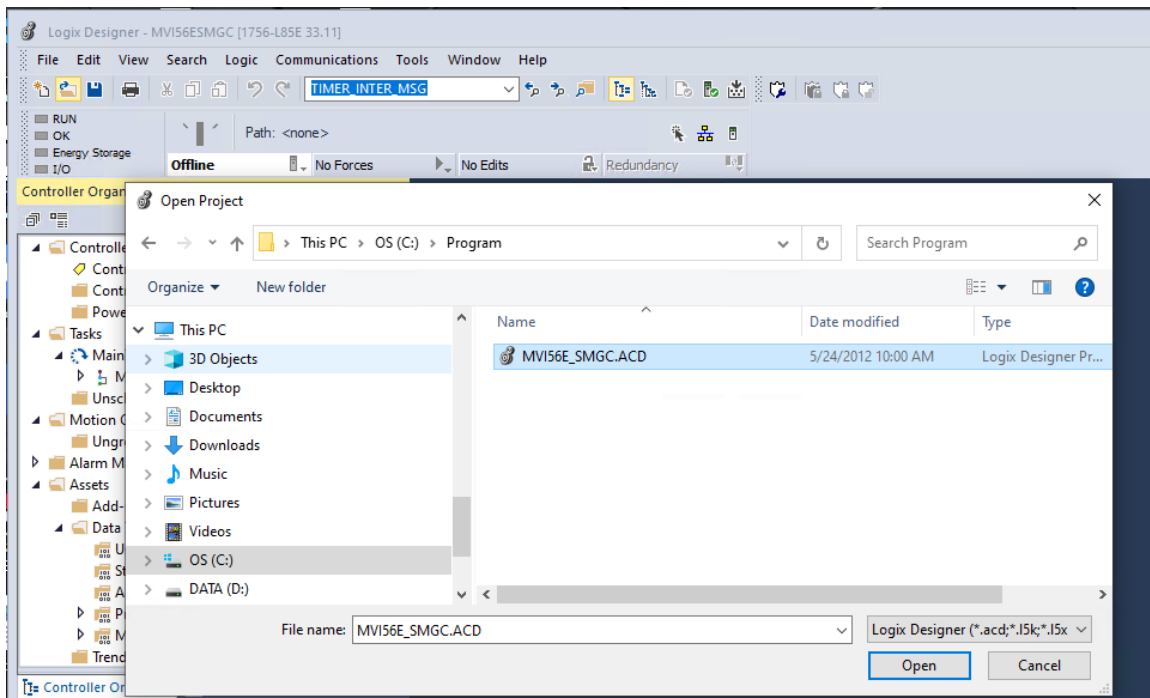 Logix Designer - MVI56ESMGC [1756-L85E 33.11]
File Edit View Search Logic Communications Tools Window Help
TIMER_INTER_MSG
RUN
OK
Energy Storage
I/O
Path: <none>
Offline No Forces No Edits Redundancy
Controller Organ
Controlle
Cont
Cont
Powe
Tasks
Main
M
Unsc
Motion C
Ungr
Alarm M
Assets
Add-
Data
U
St
A
P
M
Trend
Controller Or
Open Project
This PC > OS (C:) > Program
Search Program
Organize New folder
Name Date modified Type
This PC
3D Objects
Desktop
Documents
Downloads
Music
Pictures
Videos
OS (C:)
DATA (D:)
MVI56E_SMGC.ACD 5/24/2012 10:00 AM Logix Designer Pr...
File name: MVI56E_SMGC.ACD Logix Designer (*.acd;*.l5k;*.l5x
Open Cancel